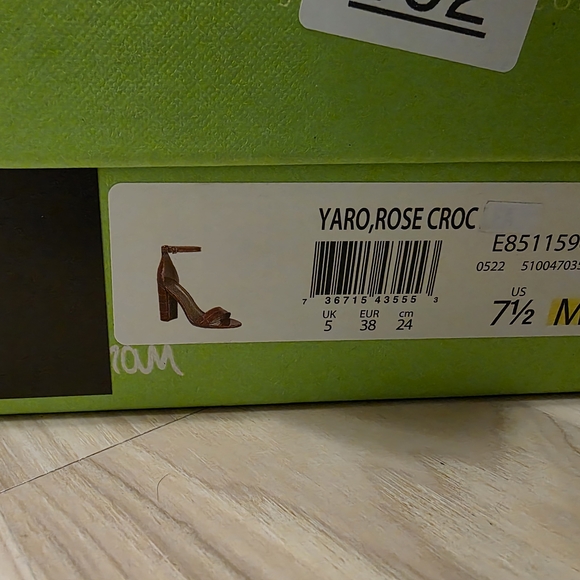 YARO,ROSE CROC
E851159
0522 51004703
7 36715 43555 3
UK EUR cm US
5 38 24 7½ M